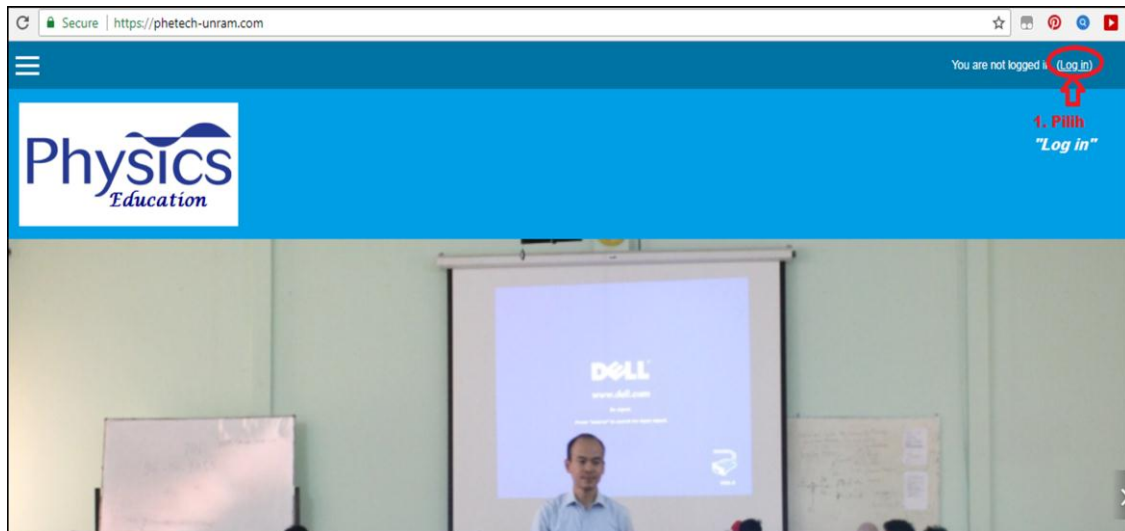 Secure | https://phetech-unram.com
You are not logged i (Log in)
1. Pilih
"Log in"
Physics
Education
DELL
www.dell.com